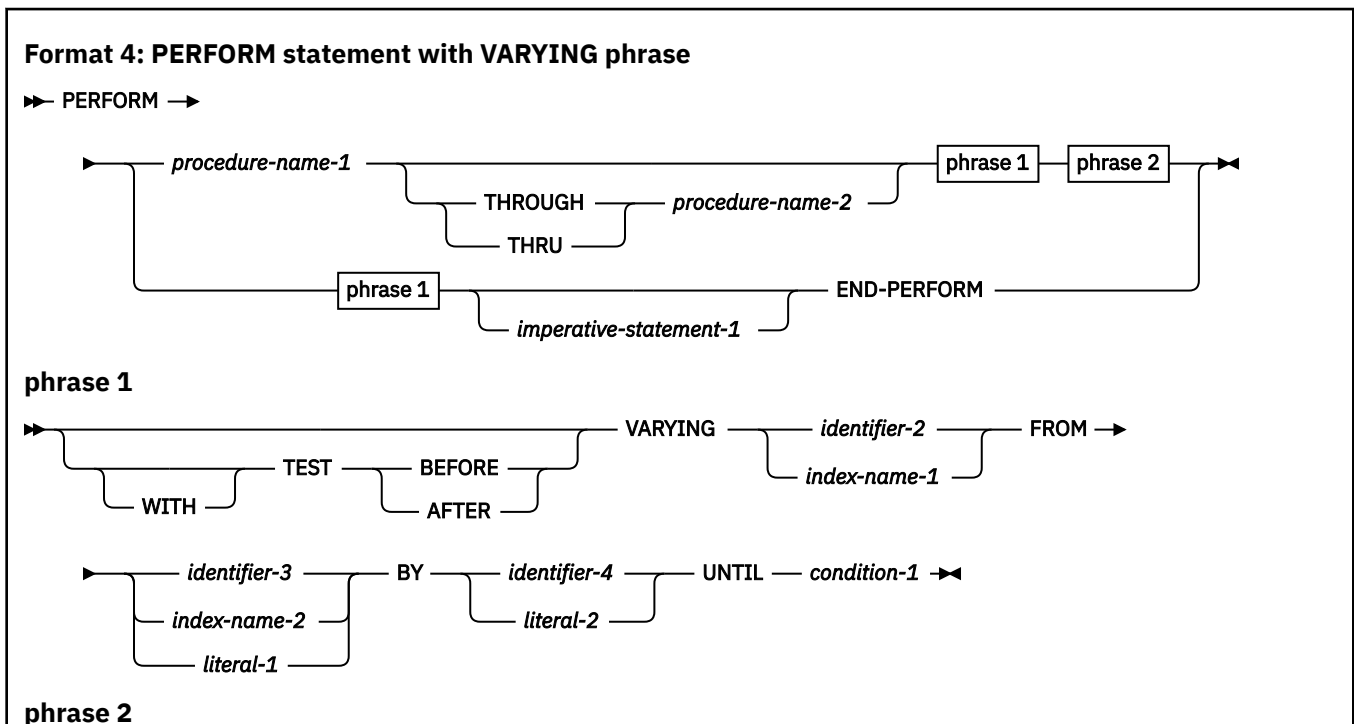 Format 4: PERFORM statement with VARYING phrase
PERFORM
procedure-name-1 phrase 1 phrase 2
THROUGH procedure-name-2
THRU
phrase 1 END-PERFORM
imperative-statement-1
phrase 1
VARYING identifier-2 FROM
TEST BEFORE index-name-1
WITH AFTER
identifier-3 BY identifier-4 UNTIL condition-1
index-name-2 literal-2
literal-1
phrase 2